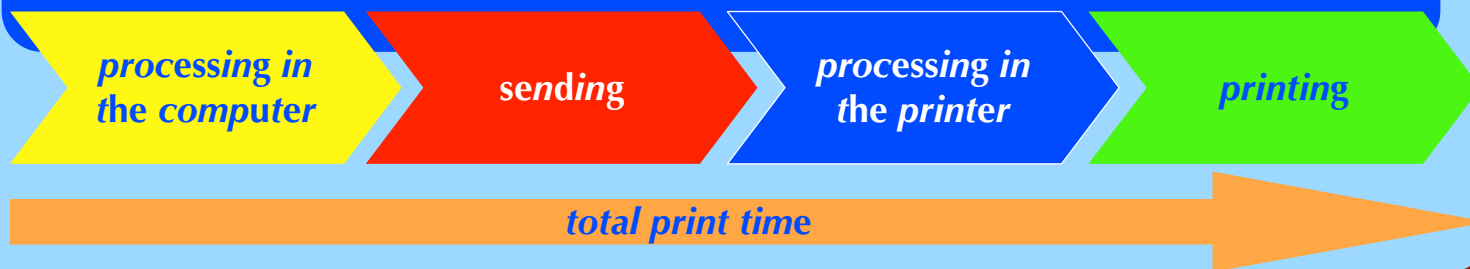 processing in
the computer
sending
processing in
the printer
printing
total print time